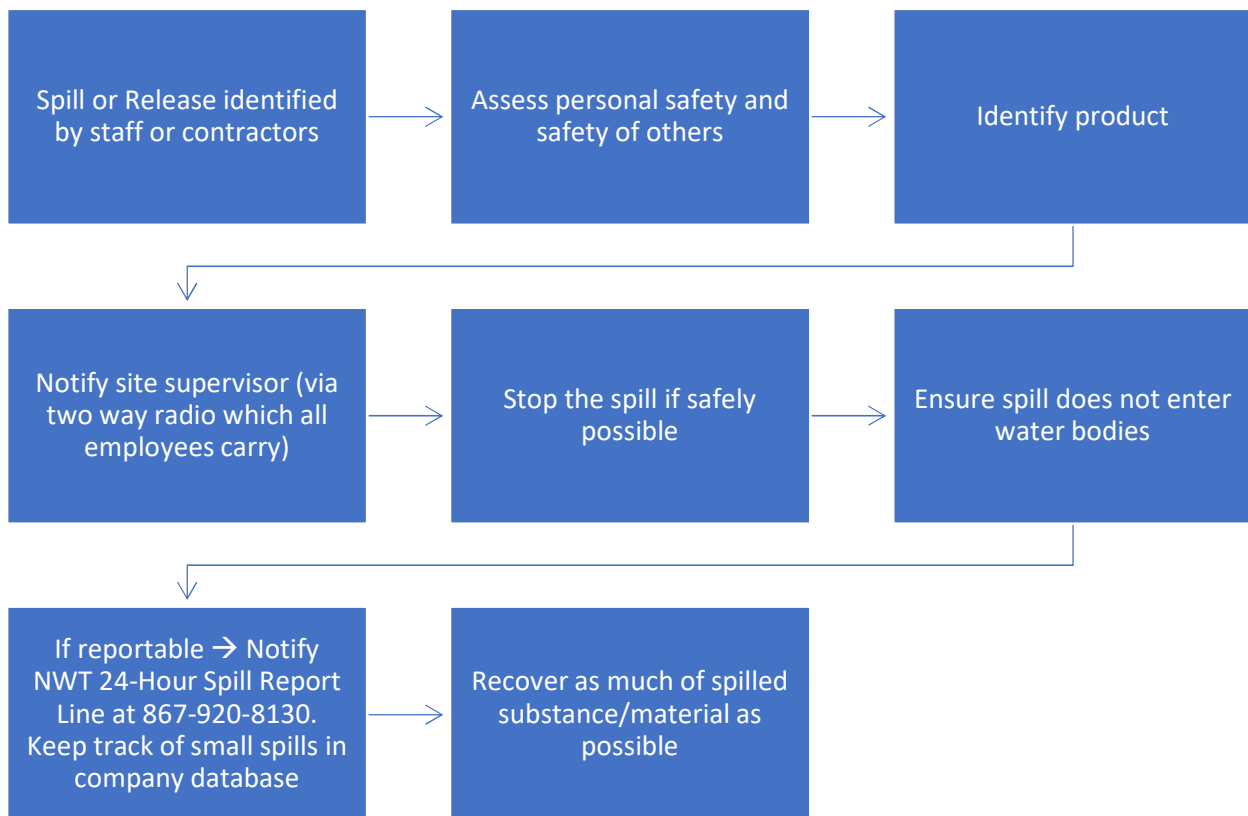 Spill or Release identified
by staff or contractors
Assess personal safety and
safety of others
Identify product
Notify site supervisor (via
two way radio which all
employees carry)
Stop the spill if safely
possible
Ensure spill does not enter
water bodies
If reportable → Notify
NWT 24-Hour Spill Report
Line at 867-920-8130.
Keep track of small spills in
company database
Recover as much of spilled
substance/material as
possible